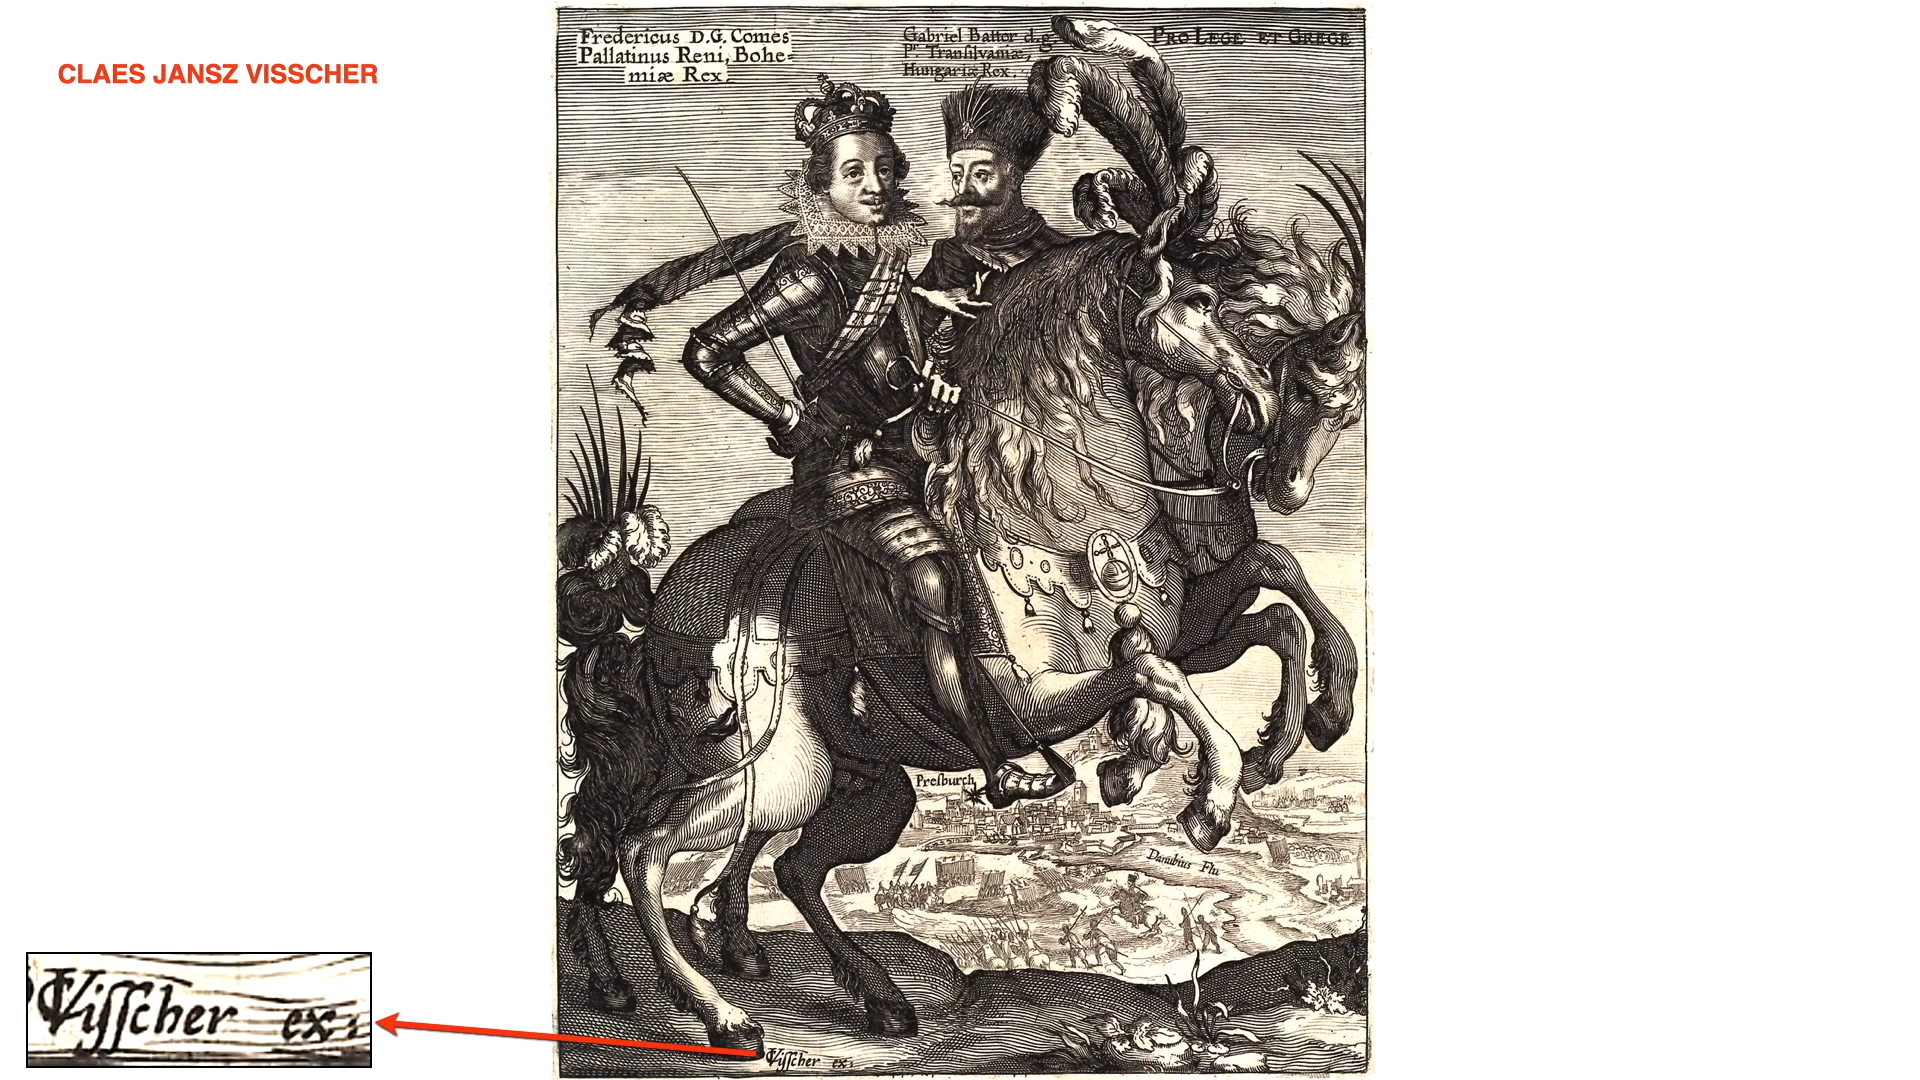 CLAES JANSZ VISSCHER
Fredericus D.G. Comes
Pallatinus Reni, Bohe-
miæ Rex.
Gabriel Battor d.g.
Pr. Tranſilvaniæ,
Hungariæ Rex.
PRO LEGE ET GREGE
Preſburch
Danubius Flu
CViſſcher ex:
CViſſcher ex: